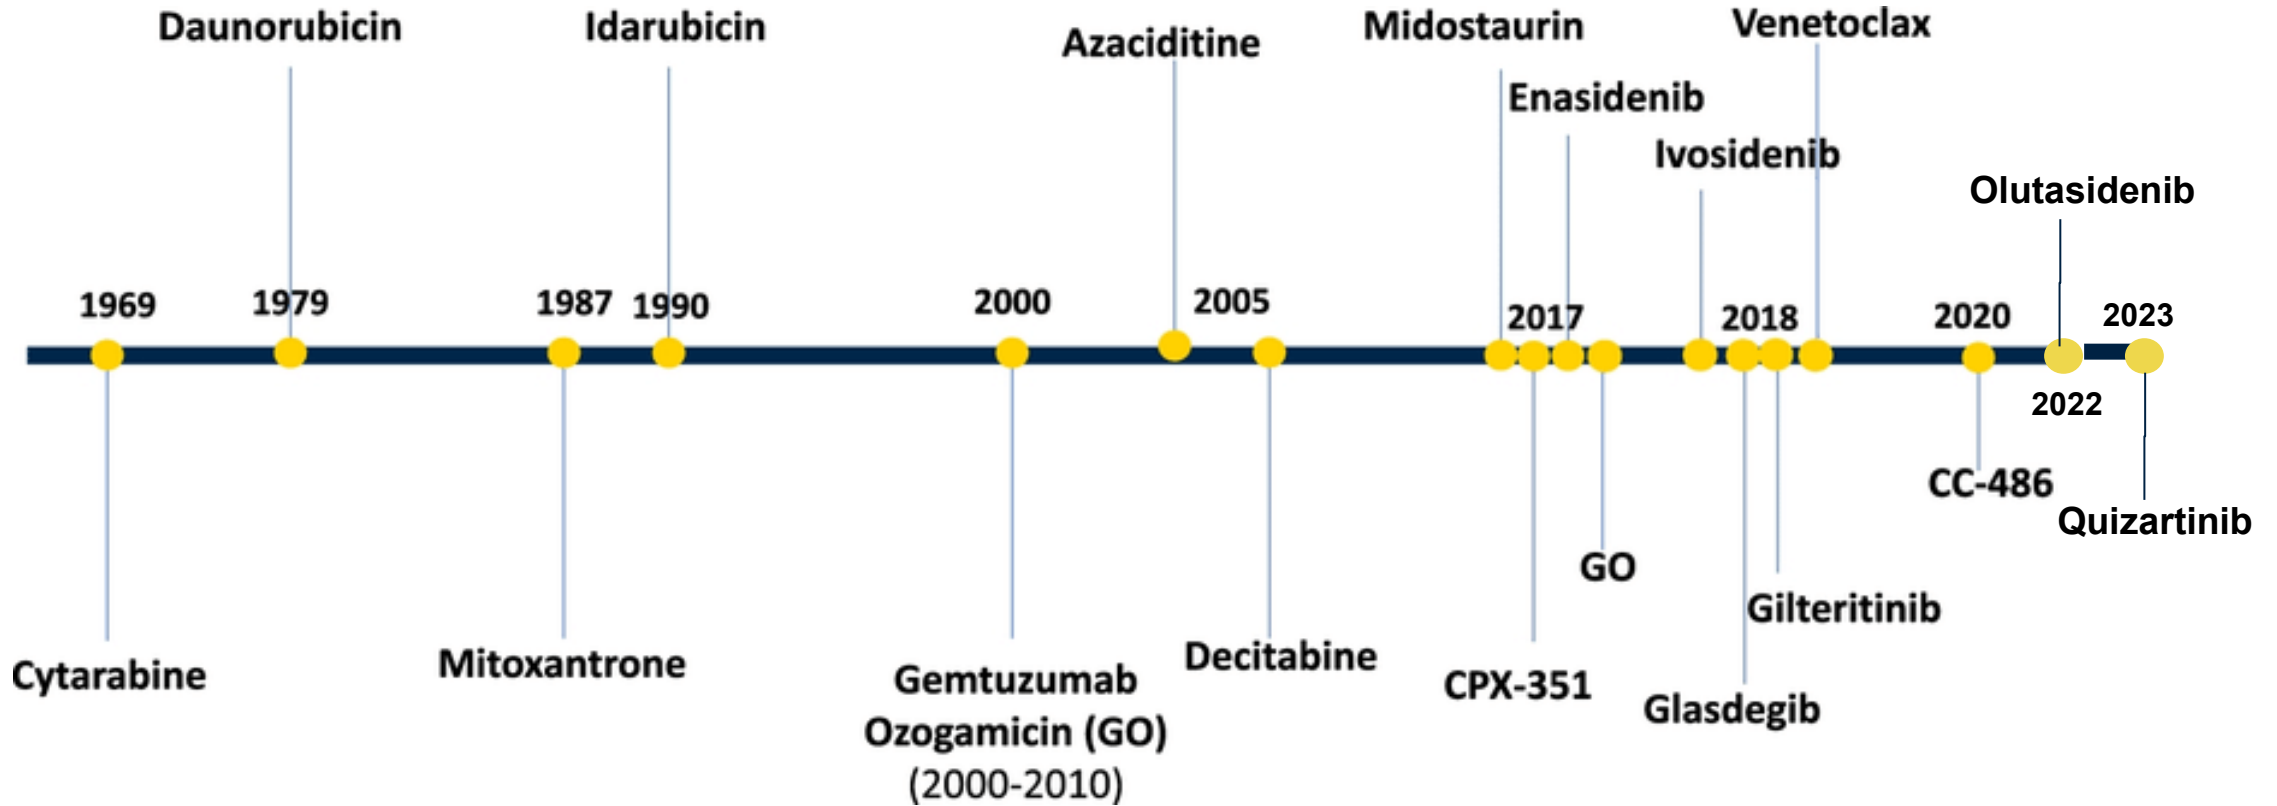 Daunorubicin
Idarubicin
Azaciditine
Midostaurin
Venetoclax
Enasidenib
Ivosidenib
Olutasidenib
1969
1979
1987
1990
2000
2005
2017
2018
2020
2023
2022
CC-486
Quizartinib
GO
Gilteritinib
Cytarabine
Mitoxantrone
Gemtuzumab
Ozogamicin (GO)
(2000-2010)
Decitabine
CPX-351
Glasdegib